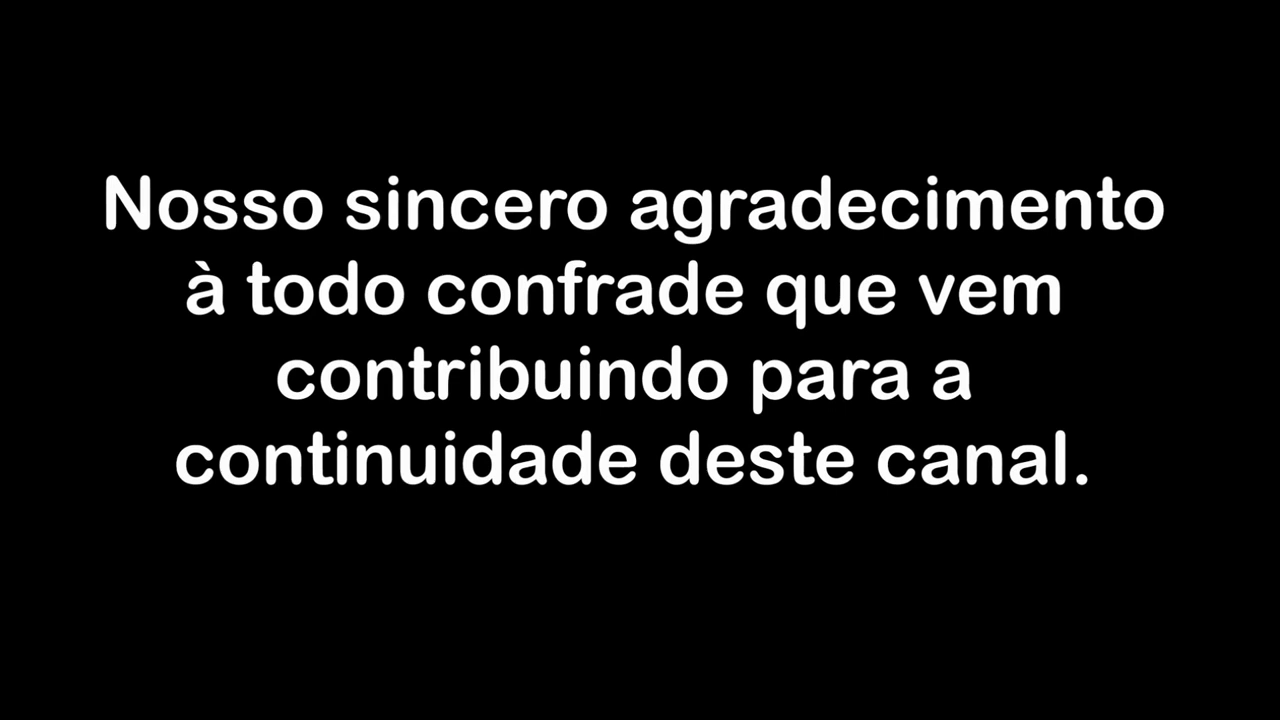 Nosso sincero agradecimento
à todo confrade que vem
contribuindo para a
continuidade deste canal.